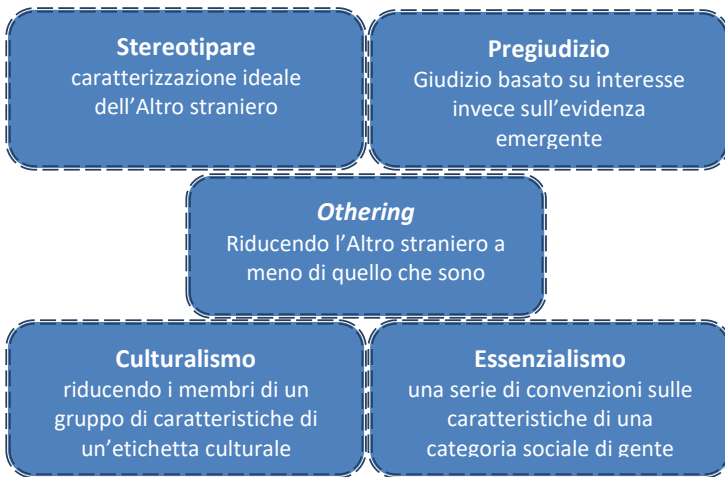 Stereotipare
caratterizzazione ideale
dell’Altro straniero
Pregiudizio
Giudizio basato su interesse
invece sull’evidenza
emergente
Othering
Riducendo l’Altro straniero a
meno di quello che sono
Culturalismo
riducendo i membri di un
gruppo di caratteristiche di
un’etichetta culturale
Essenzialismo
una serie di convenzioni sulle
caratteristiche di una
categoria sociale di gente